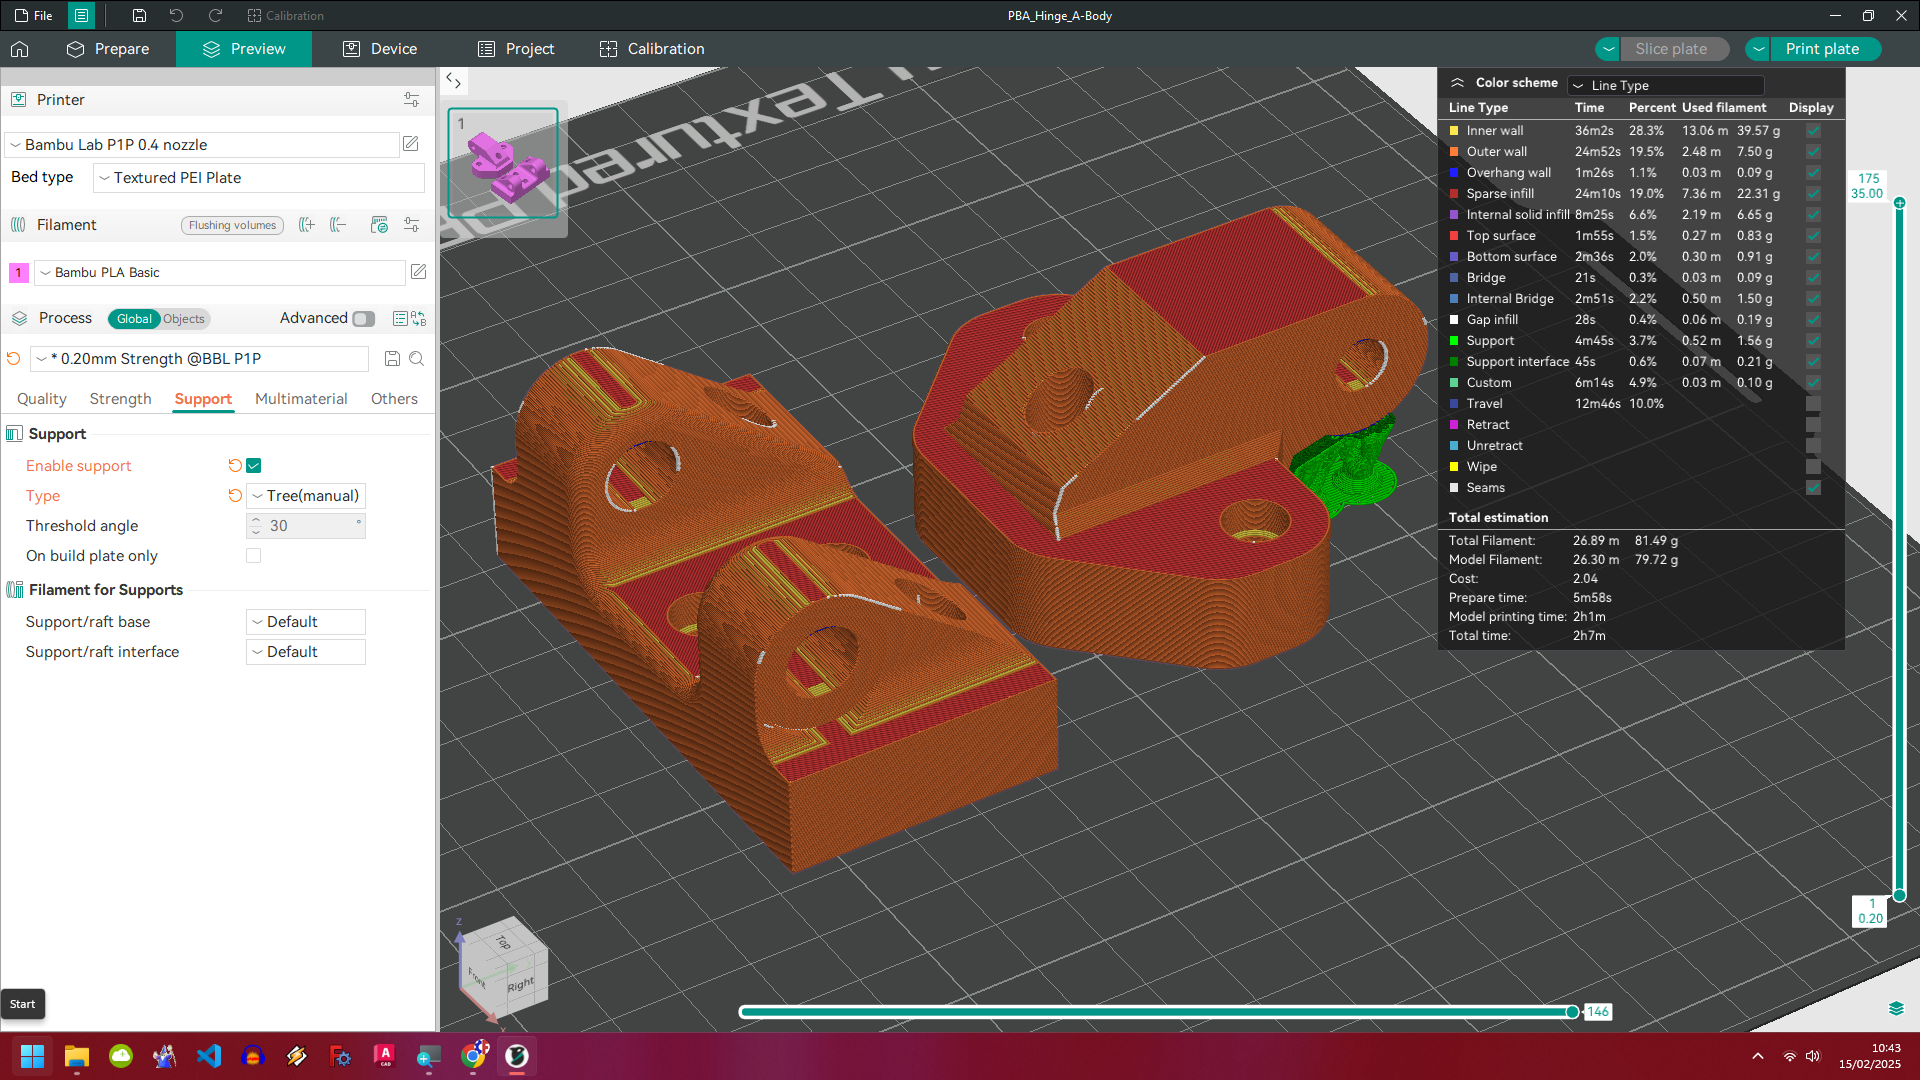 File
Calibration
PBA_Hinge_A-Body
Prepare
Preview
Device
Project
Calibration
Slice plate
Print plate
Printer
Bambu Lab P1P 0.4 nozzle
Bed type
Textured PEI Plate
Filament
Flushing volumes
1
Bambu PLA Basic
Process
Global
Objects
Advanced
* 0.20mm Strength @BBL P1P
Quality
Strength
Support
Multimaterial
Others
Support
Enable support
Type
Tree(manual)
Threshold angle
30
°
On build plate only
Filament for Supports
Support/raft base
Default
Support/raft interface
Default
Start
1
Textured
Color scheme
Line Type
Line Type Time Percent Used filament Display
Inner wall 36m2s 28.3% 13.06 m 39.57 g
Outer wall 24m52s 19.5% 2.48 m 7.50 g
Overhang wall 1m26s 1.1% 0.03 m 0.09 g
Sparse infill 24m10s 19.0% 7.36 m 22.31 g
Internal solid infill 8m25s 6.6% 2.19 m 6.65 g
Top surface 1m55s 1.5% 0.27 m 0.83 g
Bottom surface 2m36s 2.0% 0.30 m 0.91 g
Bridge 21s 0.3% 0.03 m 0.09 g
Internal Bridge 2m51s 2.2% 0.50 m 1.50 g
Gap infill 28s 0.4% 0.06 m 0.19 g
Support 4m45s 3.7% 0.52 m 1.56 g
Support interface 45s 0.6% 0.07 m 0.21 g
Custom 6m14s 4.9% 0.03 m 0.10 g
Travel 12m46s 10.0%
Retract
Unretract
Wipe
Seams
Total estimation
Total Filament: 26.89 m 81.49 g
Model Filament: 26.30 m 79.72 g
Cost: 2.04
Prepare time: 5m58s
Model printing time: 2h1m
Total time: 2h7m
175
35.00
1
0.20
z
Top
Front
Right
x
146
10:43
15/02/2025